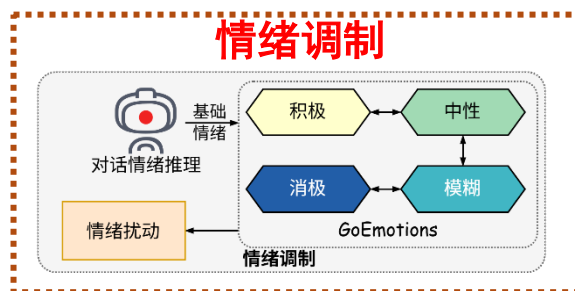 情绪调制
基础
情绪
对话情绪推理
积极
中性
消极
模糊
GoEmotions
情绪扰动
情绪调制